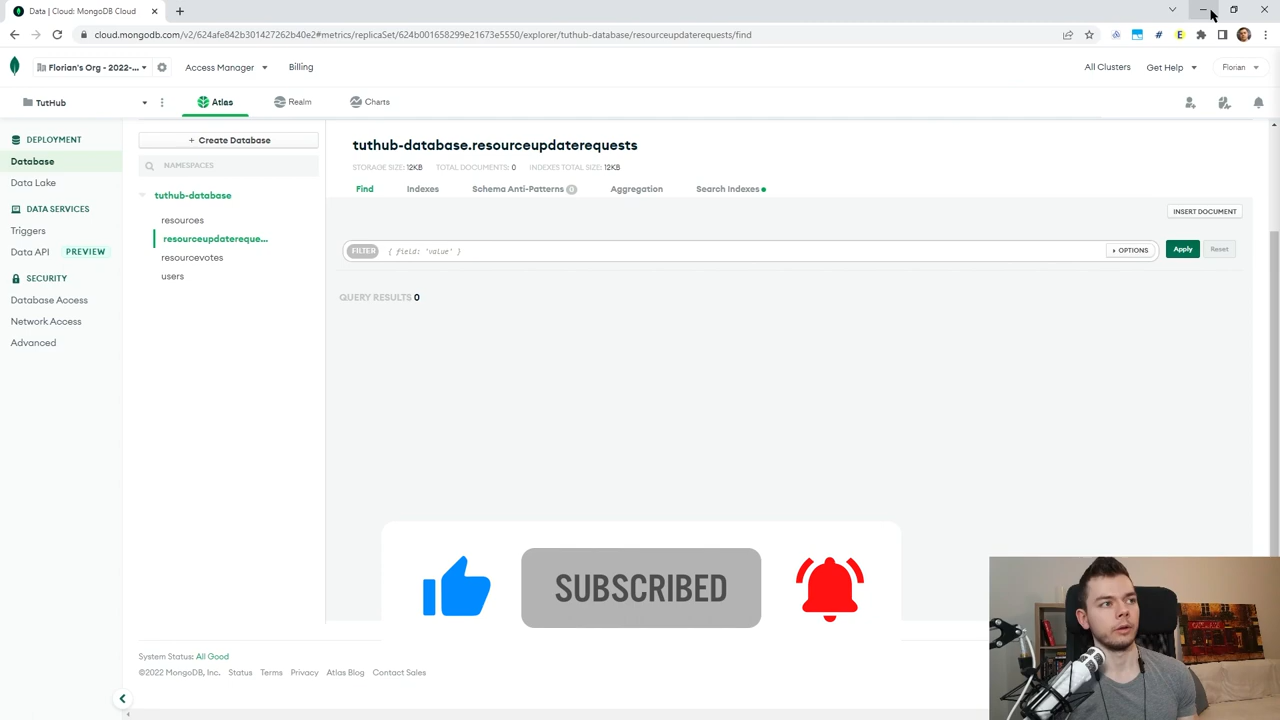 Data | Cloud: MongoDB Cloud
cloud.mongodb.com/v2/624afe842b301427262b40e2#metrics/replicaSet/624b001658299e21673e5550/explorer/tuthub-database/resourceupdaterequests/find
Florian's Org - 2022-...
Access Manager
Billing
All Clusters
Get Help
Florian
TutHub
Atlas
Realm
Charts
DEPLOYMENT
Database
Data Lake
DATA SERVICES
Triggers
Data API PREVIEW
SECURITY
Database Access
Network Access
Advanced
+ Create Database
NAMESPACES
tuthub-database
resources
resourceupdatereque...
resourcevotes
users
tuthub-database.resourceupdaterequests
STORAGE SIZE: 12KB TOTAL DOCUMENTS: 0 INDEXES TOTAL SIZE: 12KB
Find Indexes Schema Anti-Patterns 0 Aggregation Search Indexes
INSERT DOCUMENT
FILTER { field: 'value' } OPTIONS Apply Reset
QUERY RESULTS 0
SUBSCRIBED
System Status: All Good
©2022 MongoDB, Inc. Status Terms Privacy Atlas Blog Contact Sales